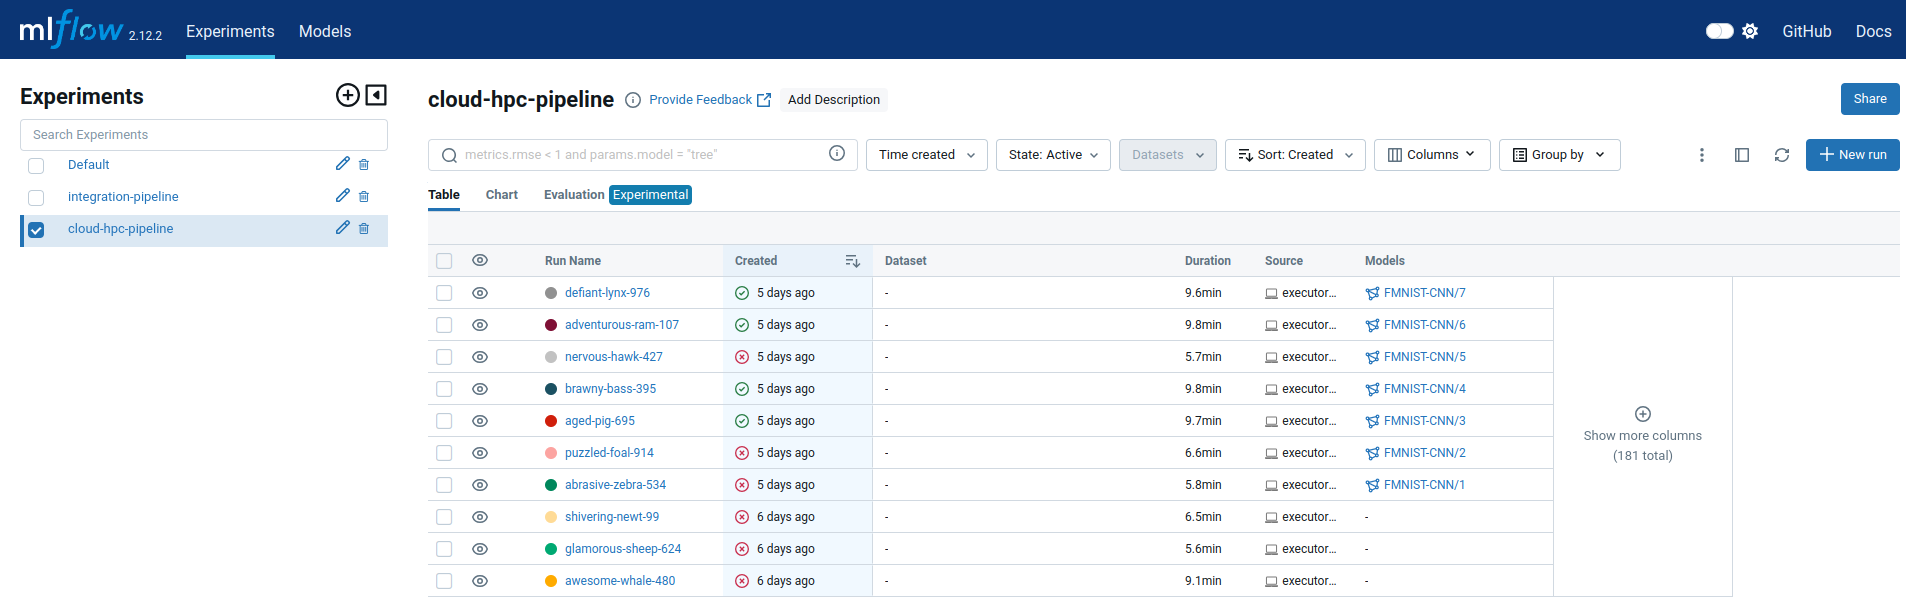 mlflow 2.12.2 Experiments Models GitHub Docs
Experiments
Search Experiments
Default
integration-pipeline
cloud-hpc-pipeline
cloud-hpc-pipeline Provide Feedback Add Description Share
metrics.rmse < 1 and params.model = "tree" Time created State: Active Datasets Sort: Created Columns Group by New run
Table Chart Evaluation Experimental
Run Name Created Dataset Duration Source Models
defiant-lynx-976 5 days ago - 9.6min executor... FMNIST-CNN/7
adventurous-ram-107 5 days ago - 9.8min executor... FMNIST-CNN/6
nervous-hawk-427 5 days ago - 5.7min executor... FMNIST-CNN/5
brawny-bass-395 5 days ago - 9.8min executor... FMNIST-CNN/4
aged-pig-695 5 days ago - 9.7min executor... FMNIST-CNN/3
puzzled-foal-914 5 days ago - 6.6min executor... FMNIST-CNN/2
abrasive-zebra-534 5 days ago - 5.8min executor... FMNIST-CNN/1
shivering-newt-99 6 days ago - 6.5min executor... -
glamorous-sheep-624 6 days ago - 5.6min executor... -
awesome-whale-480 6 days ago - 9.1min executor... -
Show more columns
(181 total)